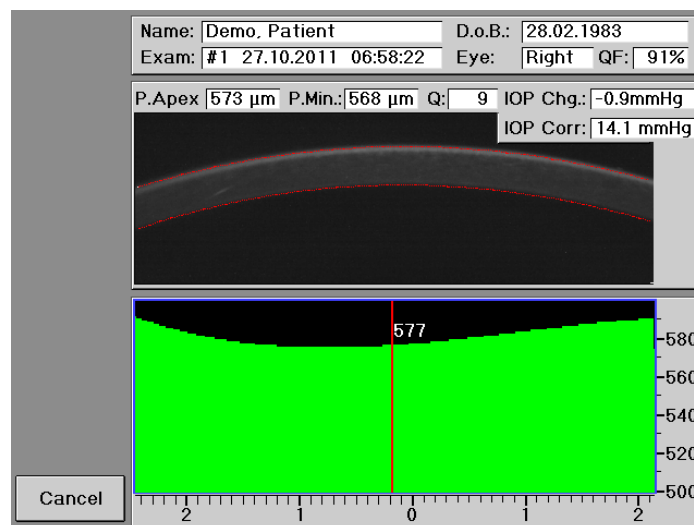 Name: Demo, Patient D.o.B.: 28.02.1983
Exam: #1 27.10.2011 06:58:22 Eye: Right QF: 91%
P.Apex 573 µm P.Min.: 568 µm Q: 9 IOP Chg.: -0.9mmHg
IOP Corr: 14.1 mmHg
577
580
560
540
520
500
Cancel
2 1 0 1 2